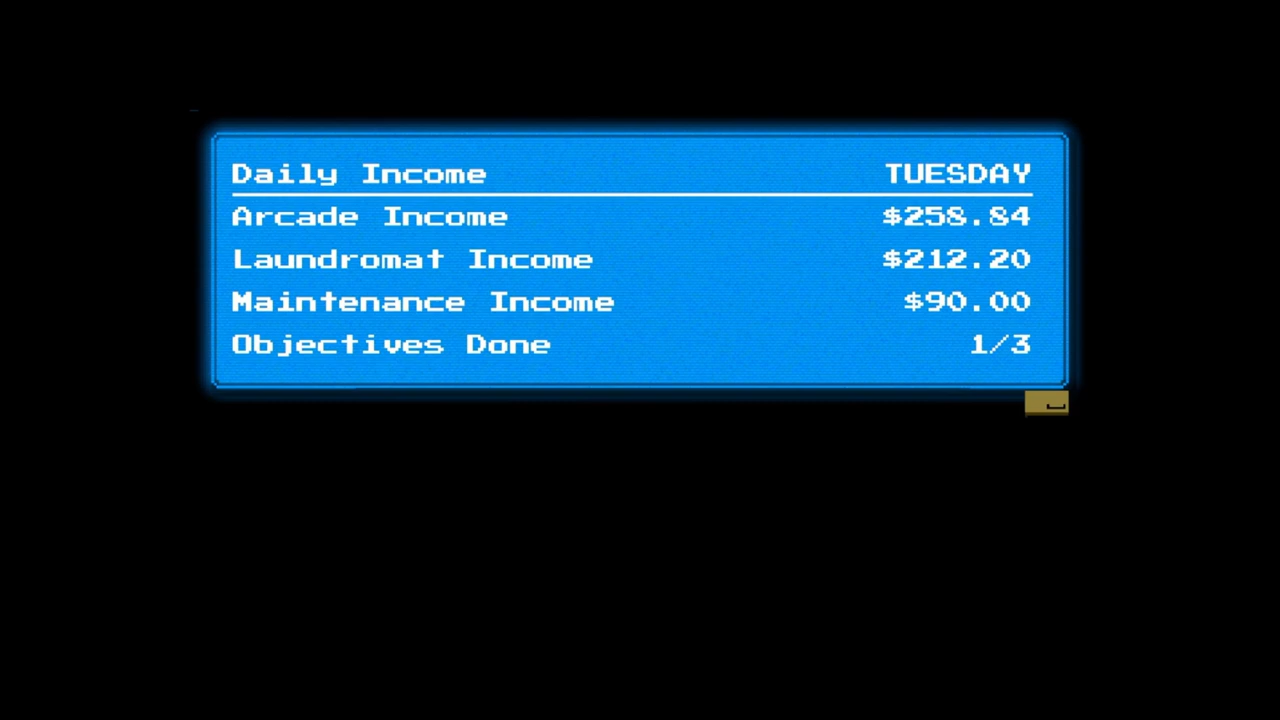 Daily Income TUESDAY
Arcade Income $258.84
Laundromat Income $212.20
Maintenance Income $90.00
Objectives Done 1/3